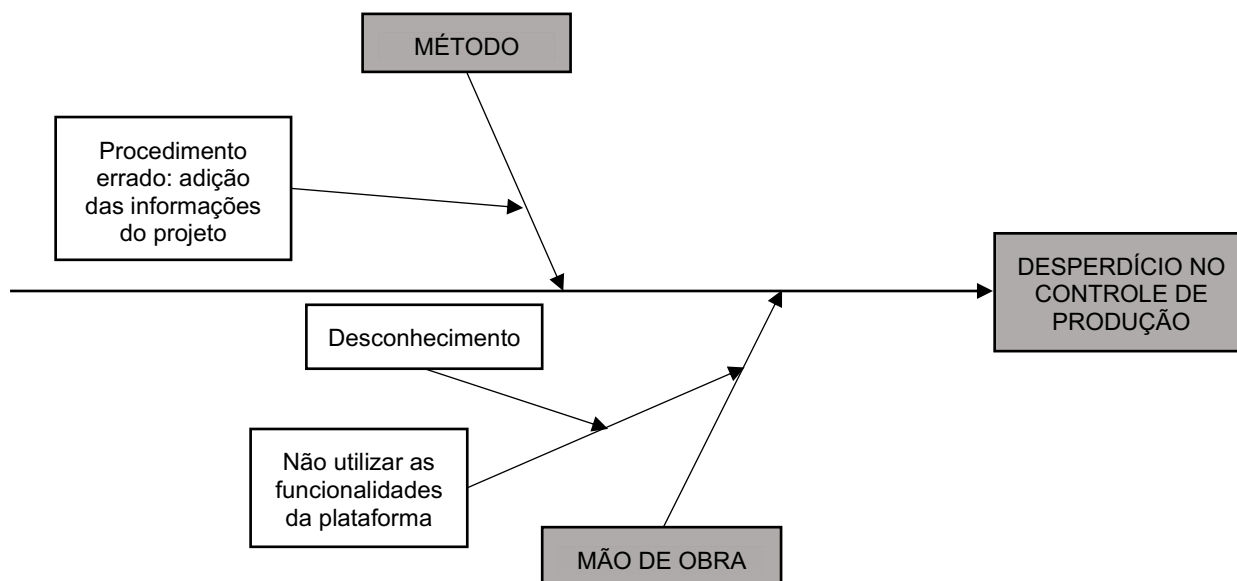 MÉTODO
Procedimento
errado: adição
das informações
do projeto
DESPERDÍCIO NO
CONTROLE DE
PRODUÇÃO
Desconhecimento
Não utilizar as
funcionalidades
da plataforma
MÃO DE OBRA